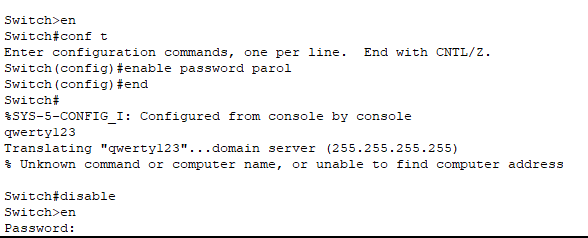 Switch>en
Switch#conf t
Enter configuration commands, one per line.  End with CNTL/Z.
Switch(config)#enable password parol
Switch(config)#end
Switch#
%SYS-5-CONFIG_I: Configured from console by console
qwerty123
Translating "qwerty123"...domain server (255.255.255.255)
% Unknown command or computer name, or unable to find computer address

Switch#disable
Switch>en
Password: